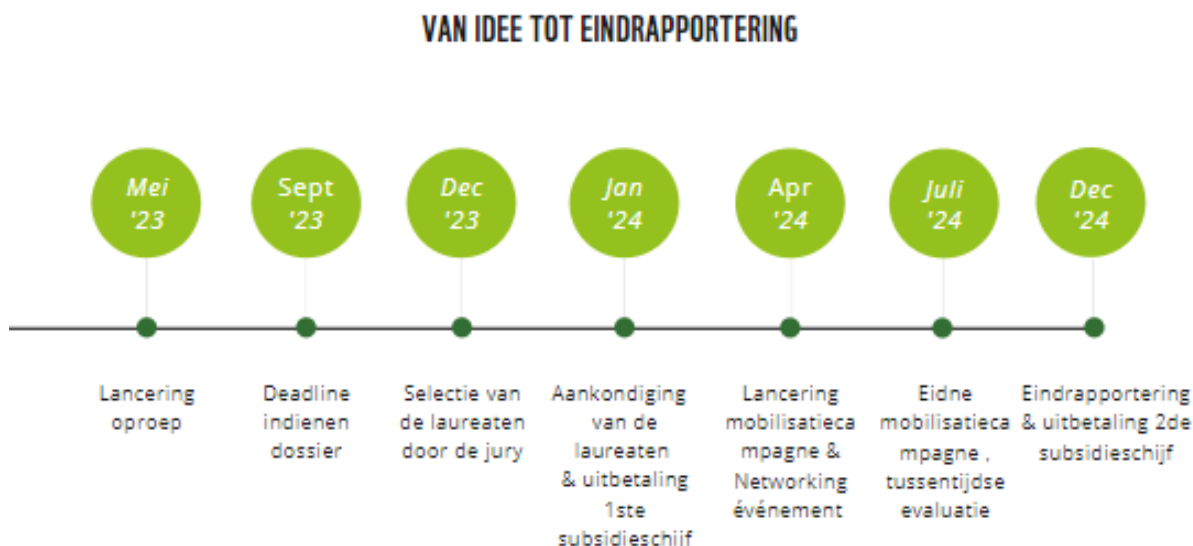 VAN IDEE TOT EINDRAPPORTERING
Mei
'23
Sept
'23
Dec
'23
Jan
'24
Apr
'24
Juli
'24
Dec
'24
Lancering
oproep
Deadline
indienen
dossier
Selectie van
de laureaten
door de jury
Aankondiging
van de
laureaten
& uitbetaling
1ste
subsidieschijf
Lancering
mobilisatieca
mpagne &
Networking
événement
Eidne
mobilisatieca
mpagne ,
tussentijdse
evaluatie
Eindrapportering
& uitbetaling 2de
subsidieschijf